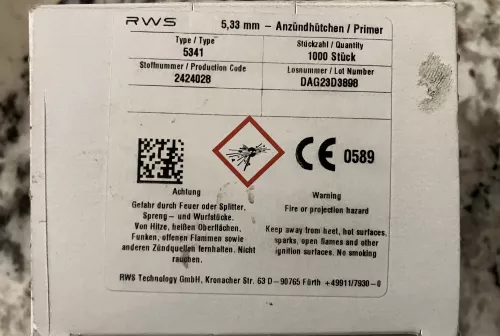 RWS
5,33 mm – Anzündhütchen / Primer
Type / Type
5341
Stückzahl / Quantity
1000 Stück
Stoffnummer / Production Code
2424028
Losnummer / Lot Number
DAG23D3898
CE 0589
Achtung
Gefahr durch Feuer oder Splitter,
Spreng – und Wurfstücke.
Von Hitze, heißen Oberflächen,
Funken, offenen Flammen sowie
anderen Zündquellen fernhalten. Nicht
rauchen.
Warning
Fire or projection hazard
Keep away from heet, hot surfaces,
sparks, open flames and other
ignition surfaces. No smoking
RWS Technology GmbH, Kronacher Str. 63 D – 90765 Fürth +49911/7930-0